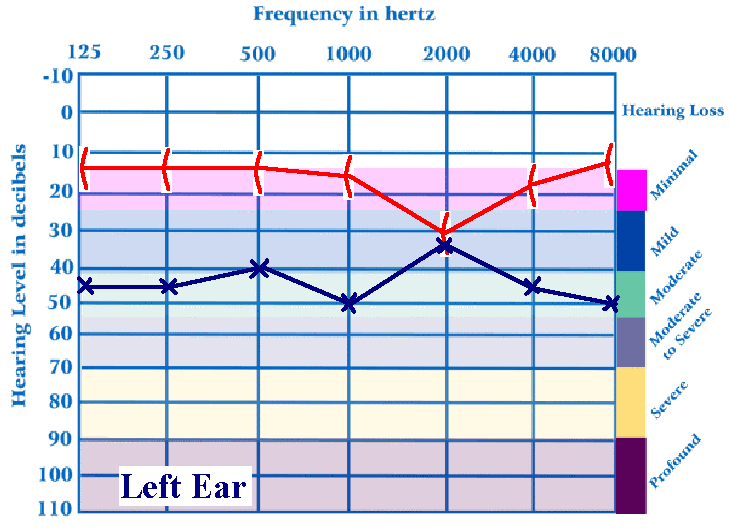 Frequency in hertz
125 250 500 1000 2000 4000 8000
Hearing Level in decibels
-10
0
10
20
30
40
50
60
70
80
90
100
110
Hearing Loss
Minimal
Mild
Moderate
Moderate
to Severe
Severe
Profound
Left Ear